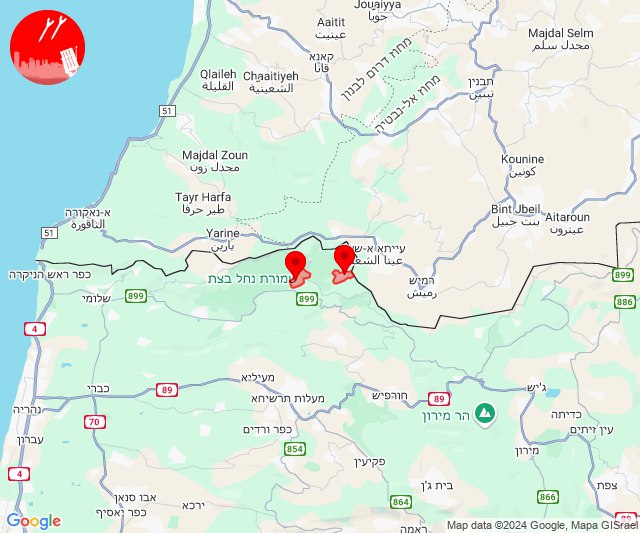 Jouaiyya
جويا
Aaitit
عيتيت
Majdal Selm
مجدل سلم
קאנא
قانا
מחוז דרום לבנון
Qlaileh
القليلة
Chaaitiyeh
الشعيتية
מחוז אל-נבטיה
תבנין
تبنين
51
Majdal Zoun
مجدل زون
Kounine
كونين
Tayr Harfa
طير حرفا
א-נאקורה
الناقورة
Bint Jbeil
بنت جبيل
Aitaroun
عيترون
51
Yarine
يارين
עייתא א-שע
عيتا الشع
כפר ראש הניקרה
שמורת נחל בצת
רמיש
رميش
899
899
899
886
שלומי
4
מעיליא
ג'יש
89
כברי
מעלות תרשיחא
חורפיש
89
נהריה
70
כפר ורדים
הר מירון
כדיתה
עין זיתים
עברון
854
מירון
פקיעין
4
אבו סנאן
ירכא
בית ג'ן
צפת
כפר יאסיף
864
866
89
ראמה
Google
Map data ©2024 Google, Mapa GISrael